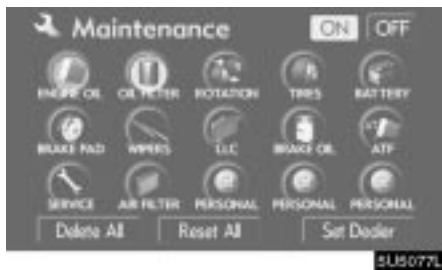 Maintenance ON OFF
ENGINE OIL OIL FILTER ROTATION TIRES BATTERY
BRAKE PAD WIPERS LLC BRAKE OIL ATF
SERVICE AIR FILTER PERSONAL PERSONAL PERSONAL
Delete All Reset All Set Dealer
5US077L